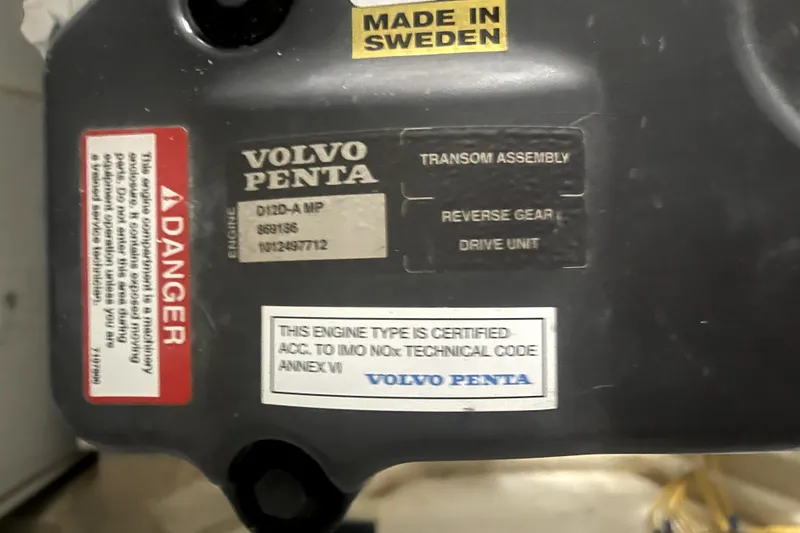 MADE IN
SWEDEN
VOLVO
PENTA
ENGINE
D12D-A MP
869186
1012497712
TRANSOM ASSEMBLY
REVERSE GEAR
DRIVE UNIT
THIS ENGINE TYPE IS CERTIFIED
ACC. TO IMO NOx TECHNICAL CODE
ANNEX VI
VOLVO PENTA
DANGER
This engine compartment is a machinery
enclosure. It contains exposed moving
parts. Do not enter this area during
equipment operation unless you are
a trained service technician.